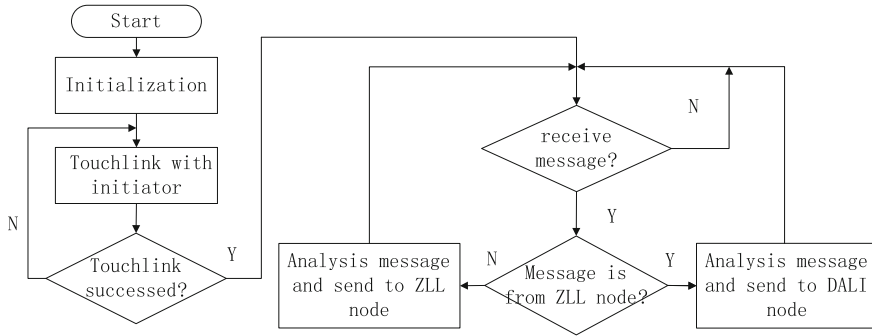 Start
Initialization
Touchlink with
initiator
N
Touchlink
successed?
Y
receive
message?
N
Y
Message is
from ZLL node?
N
Y
Analysis message
and send to ZLL
node
Analysis message
and send to DALI
node